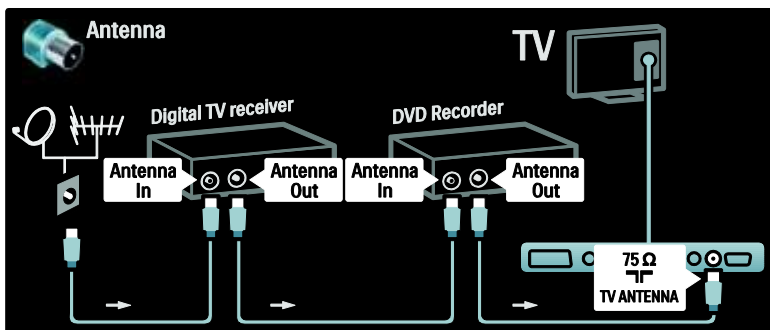 Antenna
TV
Digital TV receiver
DVD Recorder
Antenna
In
Antenna
Out
Antenna
In
Antenna
Out
75 Ω
TV ANTENNA